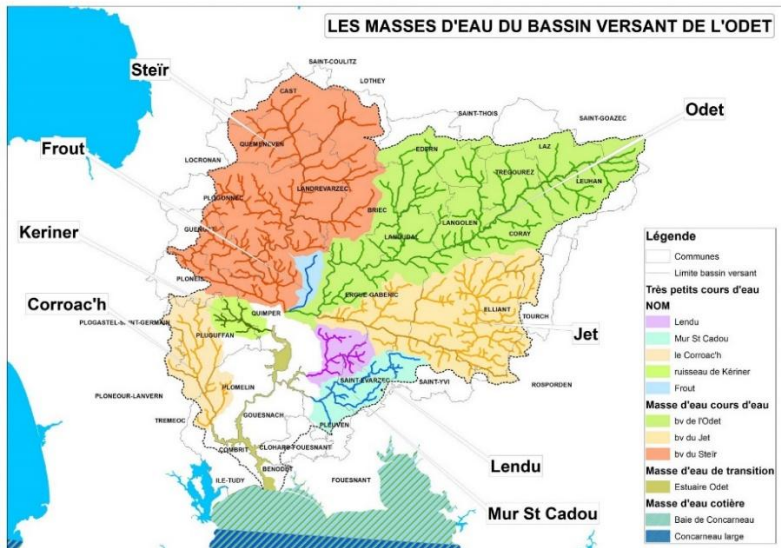 LES MASSES D'EAU DU BASSIN VERSANT DE L'ODET
SAINT-COULITZ
Steïr
LOTHEY
CAST
SAINT-THOIS
SAINT-GOAZEC
Odet
QUEMENEVEN
Frout
EDERN
LAZ
LOCRONAN
TREGOUREZ
LEUHAN
LANDREVARZEC
PLOGONNEC
BRIEC
LANGOLEN
GUENGAT
LANDUDAL
CORAY
Keriner
PLONEIS
ERGUE-GABERIC
Corroac'h
ELLIANT
QUIMPER
TOURCH
PLOGASTEL-SAINT-GERMAIN
PLUGUFFAN
Jet
SAINT-EVARZEC
SAINT-YVI
ROSPORDEN
PLOMELIN
PLONEOUR-LANVERN
GOUESNACH
TREMEOC
PLEUVEN
COMBRIT
CLOHARS-FOUESNANT
Lendu
BENODET
ILE-TUDY
FOUESNANT
Mur St Cadou
Légende
Communes
Limite bassin versant
Très petits cours d'eau
NOM
Lendu
Mur St Cadou
le Corroac'h
ruisseau de Kériner
Frout
Masse d'eau cours d'eau
bv de l'Odet
bv du Jet
bv du Steïr
Masse d'eau de transition
Estuaire Odet
Masse d'eau cotière
Baie de Concarneau
Concarneau large